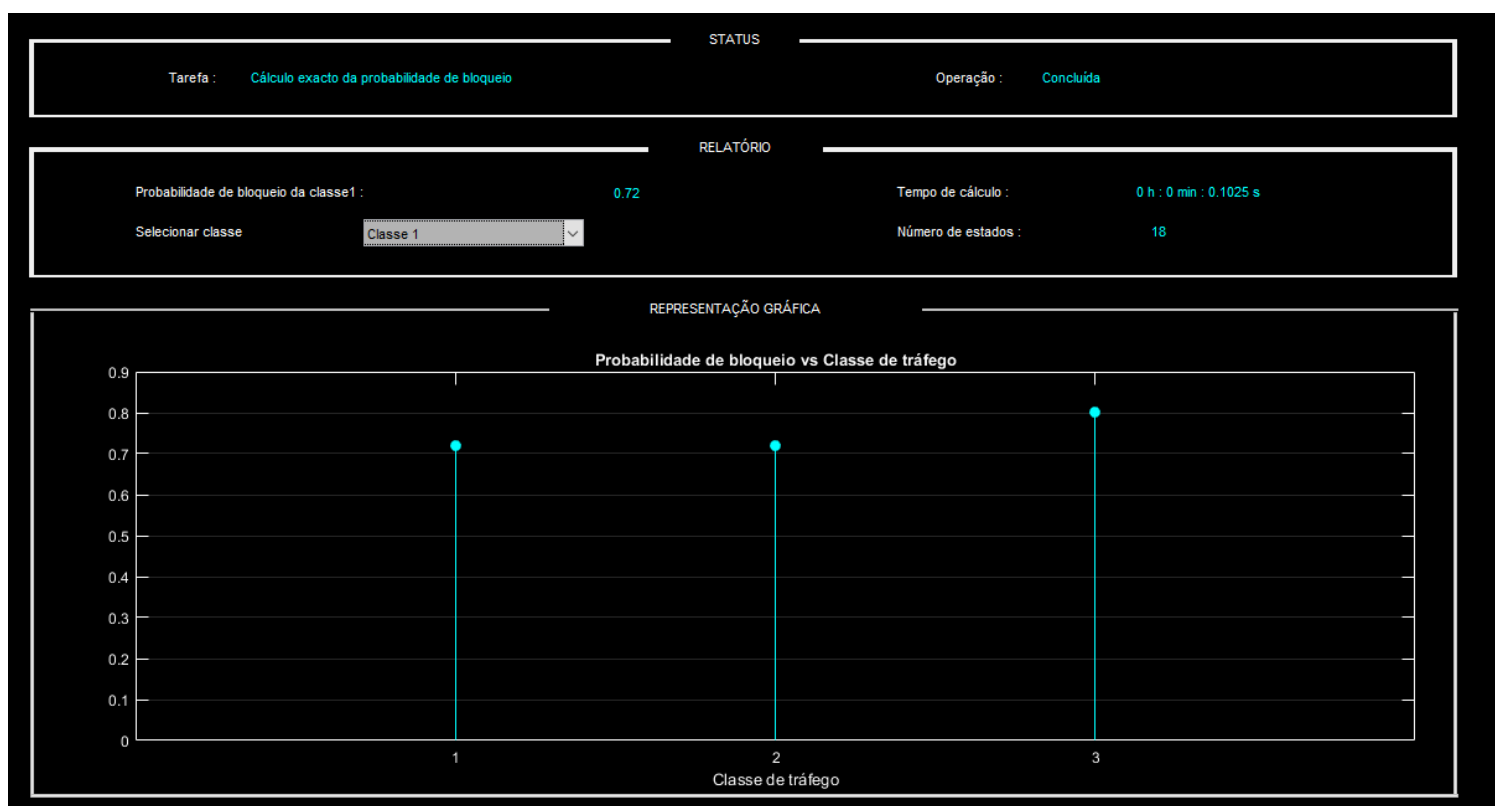 STATUS
Tarefa : Cálculo exacto da probabilidade de bloqueio Operação : Concluída
RELATÓRIO
Probabilidade de bloqueio da classe1 : 0.72 Tempo de cálculo : 0 h : 0 min : 0.1025 s
Selecionar classe Classe 1 Número de estados : 18
REPRESENTAÇÃO GRÁFICA
Probabilidade de bloqueio vs Classe de tráfego
0.9
0.8
0.7
0.6
0.5
0.4
0.3
0.2
0.1
0
1 2 3
Classe de tráfego